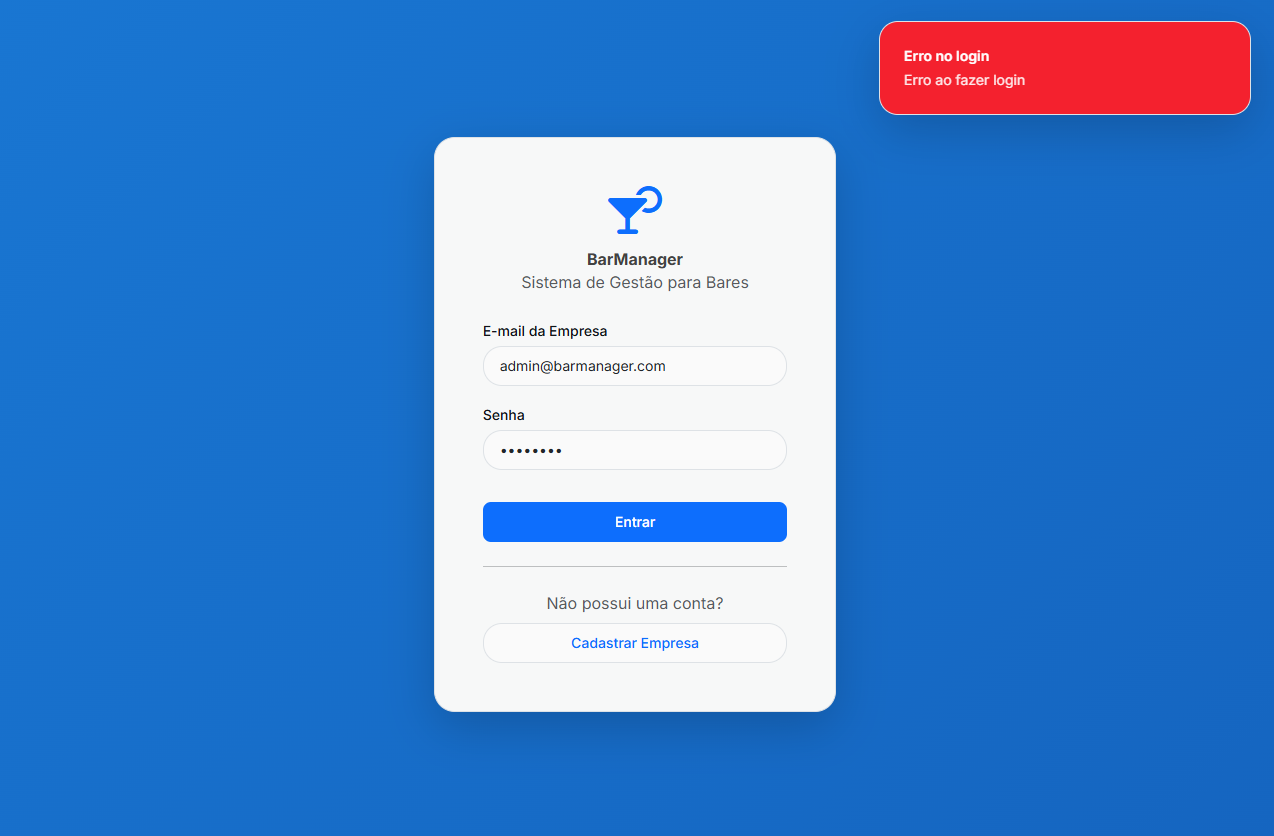 Erro no login
Erro ao fazer login
BarManager
Sistema de Gestão para Bares
E-mail da Empresa
admin@barmanager.com
Senha
••••••••
Entrar
Não possui uma conta?
Cadastrar Empresa